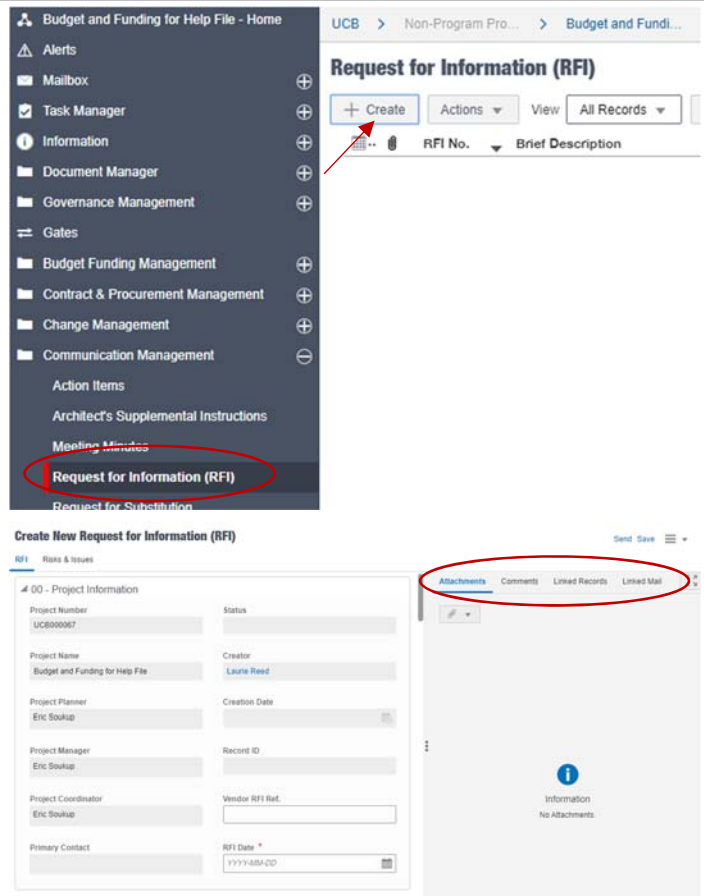 Budget and Funding for Help File - Home
Alerts
Mailbox
Task Manager
Information
Document Manager
Governance Management
Gates
Budget Funding Management
Contract & Procurement Management
Change Management
Communication Management
Action Items
Architect's Supplemental Instructions
Meeting Minutes
Request for Information (RFI)
Request for Substitution
UCB > Non-Program Pro... > Budget and Fundi...
Request for Information (RFI)
+ Create Actions View All Records
RFI No. Brief Description
Create New Request for Information (RFI)
Send Save
RFI Risks & Issues
Attachments Comments Linked Records Linked Mail
00 - Project Information
Project Number Status
UCB000067
Project Name Creator
Budget and Funding for Help File Laurie Reed
Project Planner Creation Date
Eric Soukup
Project Manager Record ID
Eric Soukup
Project Coordinator Vendor RFI Ref.
Eric Soukup
Primary Contact RFI Date *
YYYY-MM-DD
Information
No Attachments